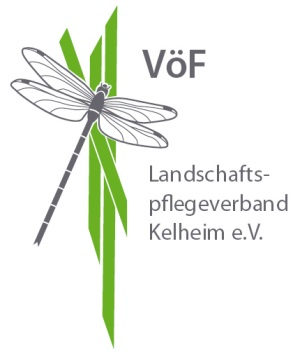 VöF
Landschafts-
pflegeverband
Kelheim e.V.